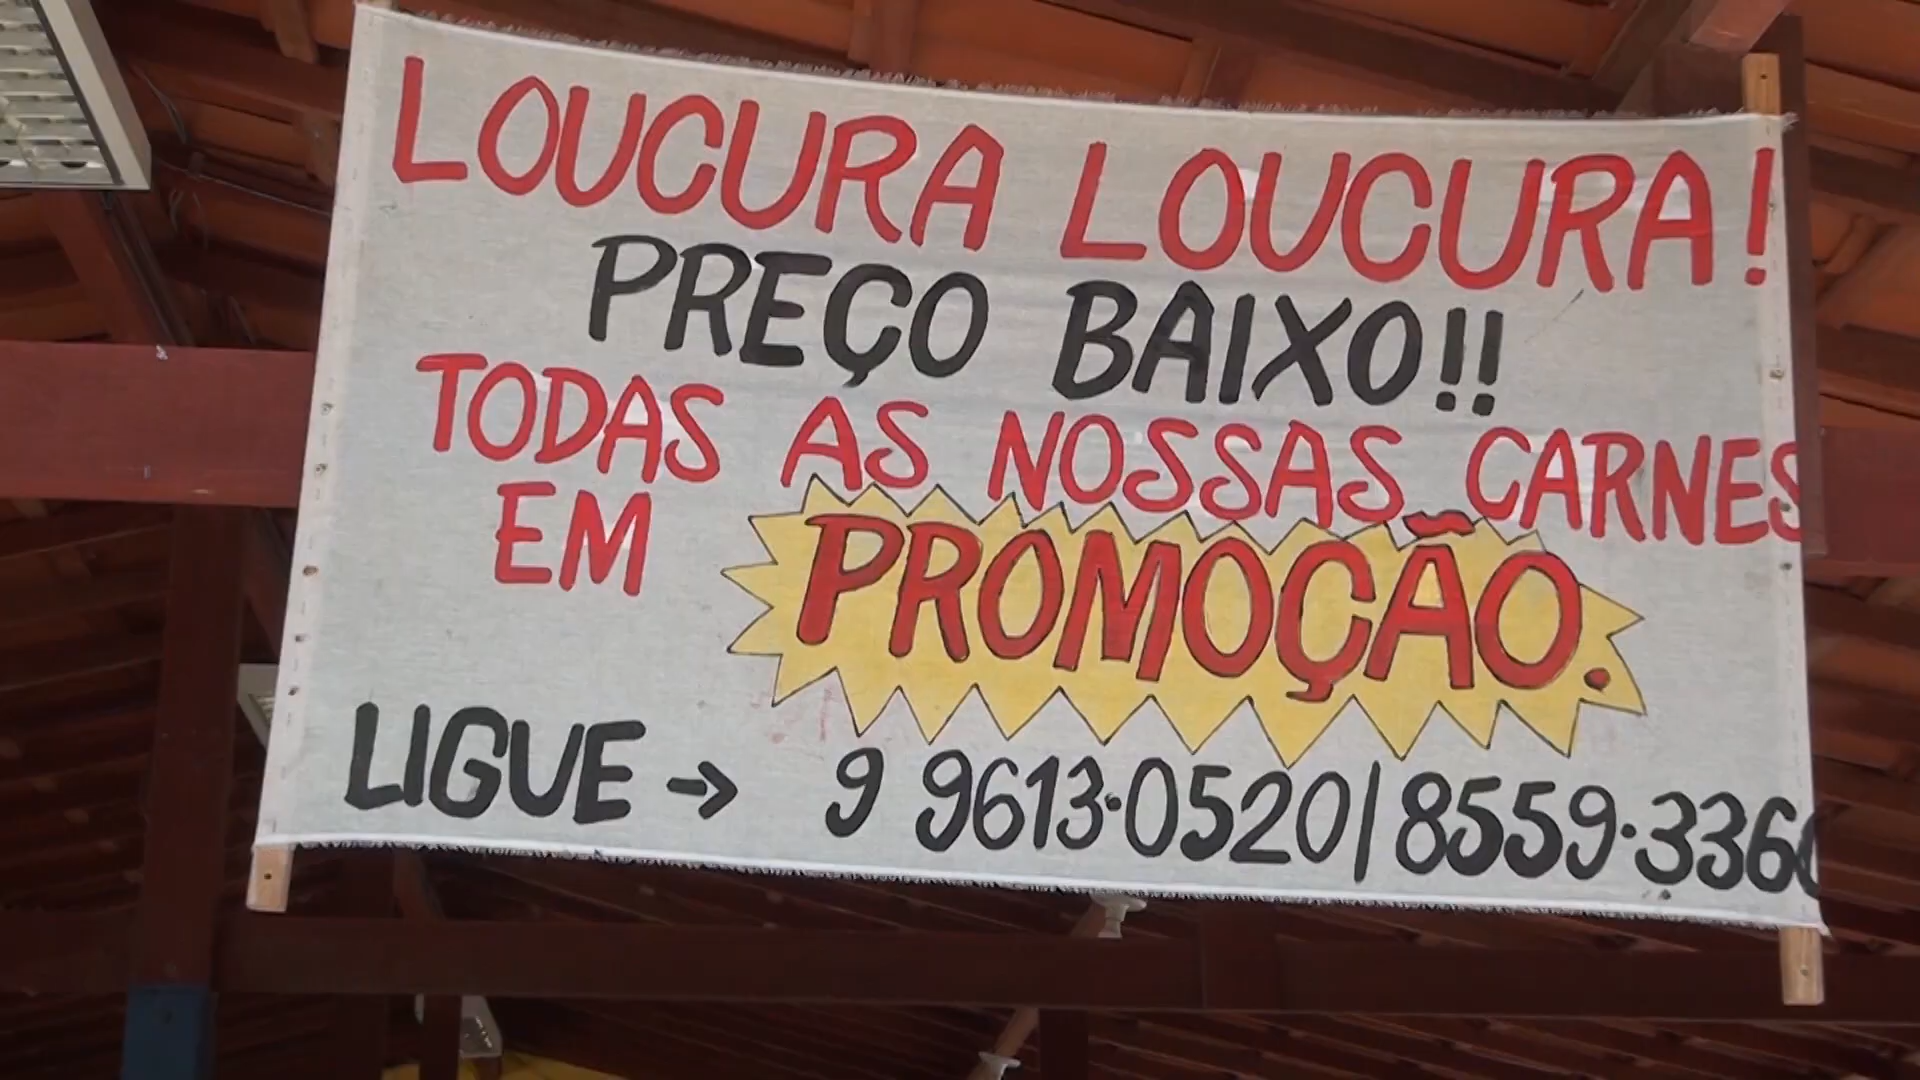 LOUCURA LOUCURA!
PREÇO BAIXO!!
TODAS AS NOSSAS CARNES
EM PROMOÇÃO.
LIGUE → 9 9613.0520 | 8559.336